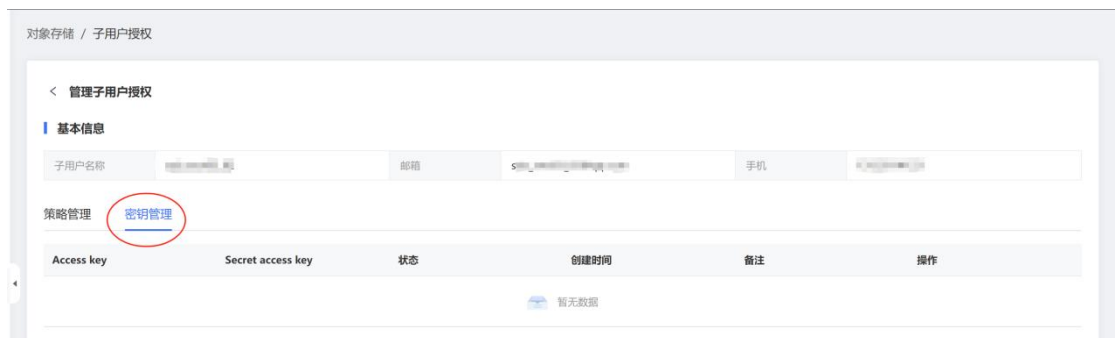 对象存储 / 子用户授权
< 管理子用户授权
基本信息
子用户名称 邮箱 手机
策略管理 密钥管理
Access key Secret access key 状态 创建时间 备注 操作
暂无数据